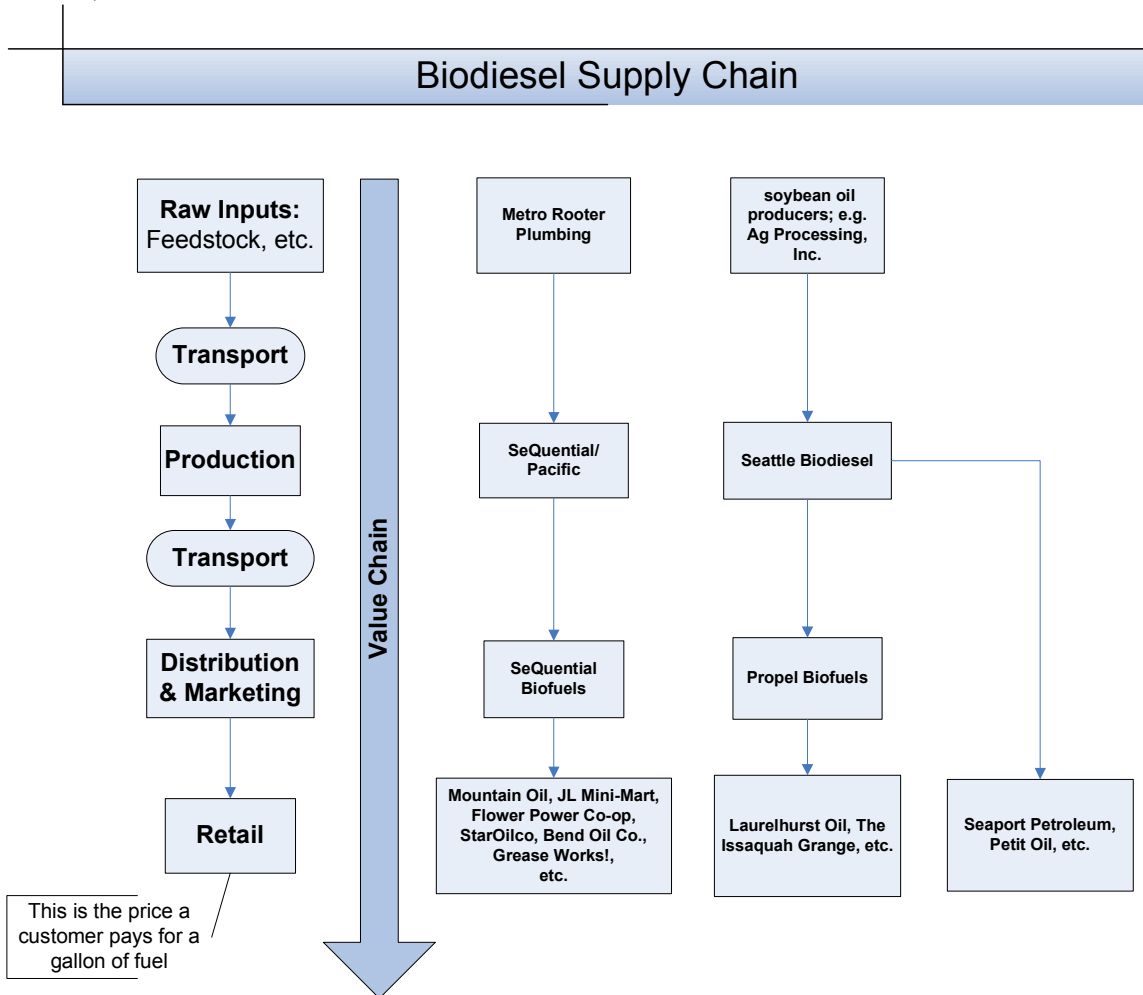 Biodiesel Supply Chain
Raw Inputs:
Feedstock, etc.
Transport
Production
Transport
Distribution
& Marketing
Retail
This is the price a
customer pays for a
gallon of fuel
Value Chain
Metro Rooter
Plumbing
SeQuential/
Pacific
SeQuential
Biofuels
Mountain Oil, JL Mini-Mart,
Flower Power Co-op,
StarOilco, Bend Oil Co.,
Grease Works!,
etc.
soybean oil
producers; e.g.
Ag Processing,
Inc.
Seattle Biodiesel
Propel Biofuels
Laurelhurst Oil, The
Issaquah Grange, etc.
Seaport Petroleum,
Petit Oil, etc.